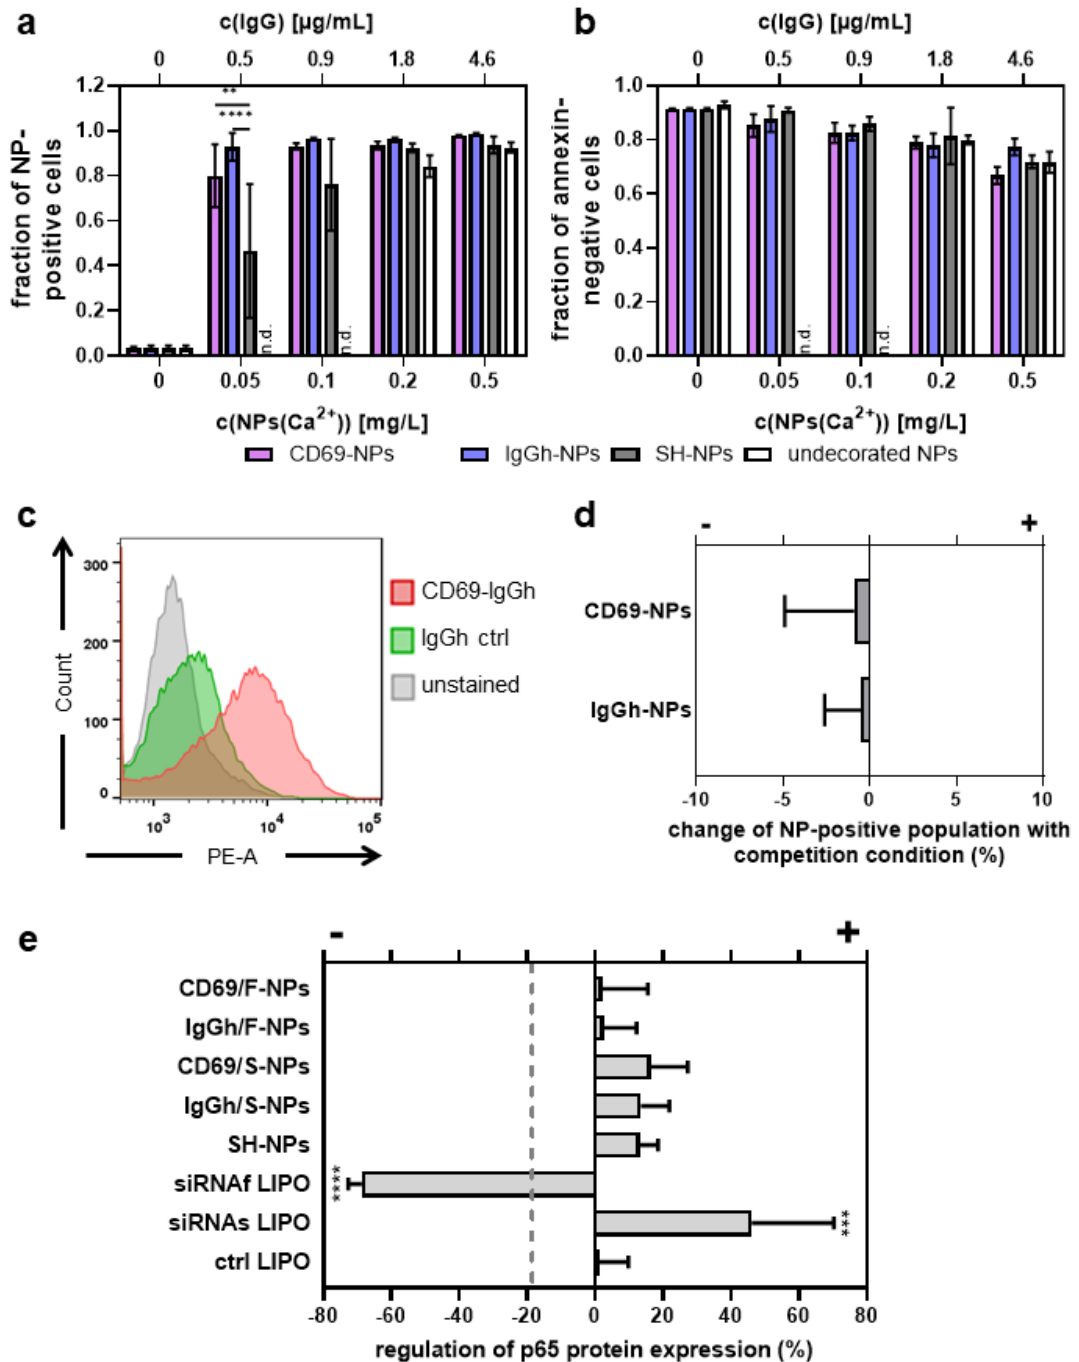 a
c(IgG) [µg/mL]
0 0.5 0.9 1.8 4.6
fraction of NP-
positive cells
1.2
1.0
0.8
0.6
0.4
0.2
0.0
**
****
n.d.
n.d.
0 0.05 0.1 0.2 0.5
c(NPs(Ca2+)) [mg/L]
b
c(IgG) [µg/mL]
0 0.5 0.9 1.8 4.6
fraction of annexin-
negative cells
1.0
0.8
0.6
0.4
0.2
0.0
n.d.
n.d.
0 0.05 0.1 0.2 0.5
c(NPs(Ca2+)) [mg/L]
CD69-NPs IgGh-NPs SH-NPs undecorated NPs
c
Count
300
200
100
0
103 104 105
PE-A
CD69-IgGh
IgGh ctrl
unstained
d
- +
CD69-NPs
IgGh-NPs
-10 -5 0 5 10
change of NP-positive population with
competition condition (%)
e
- +
CD69/F-NPs
IgGh/F-NPs
CD69/S-NPs
IgGh/S-NPs
SH-NPs
siRNAf LIPO
****
siRNAs LIPO
***
ctrl LIPO
-80 -60 -40 -20 0 20 40 60 80
regulation of p65 protein expression (%)